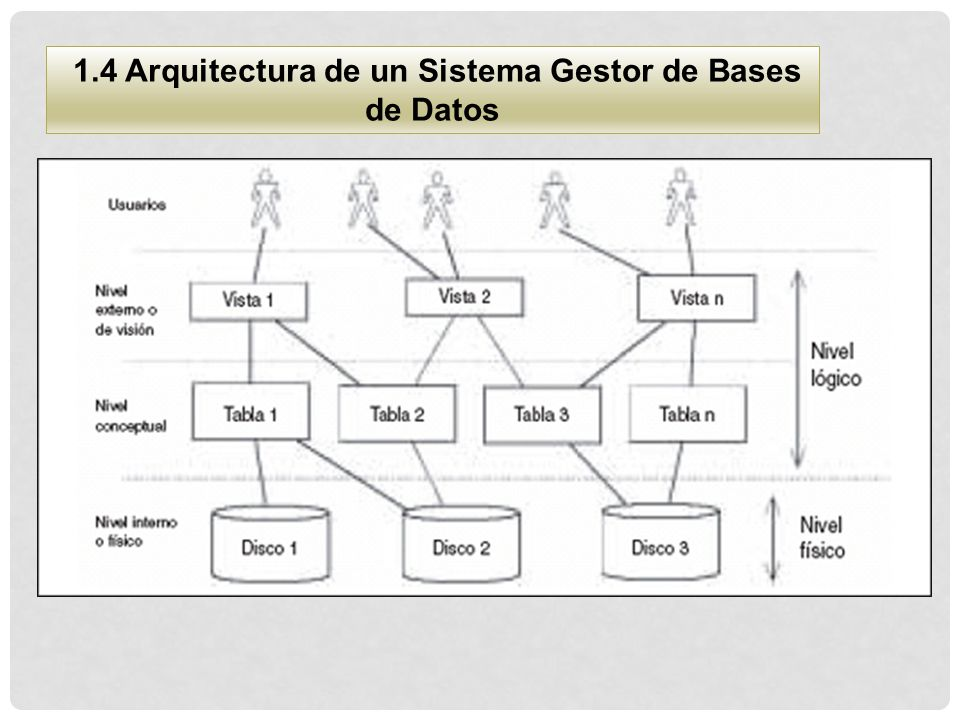 1.4 Arquitectura de un Sistema Gestor de Bases
de Datos
Usuarios
Nivel
externo o
de visión
Vista 1
Vista 2
Vista n
Nivel
lógico
Nivel
conceptual
Tabla 1
Tabla 2
Tabla 3
Tabla n
Nivel interno
o físico
Disco 1
Disco 2
Disco 3
Nivel
físico